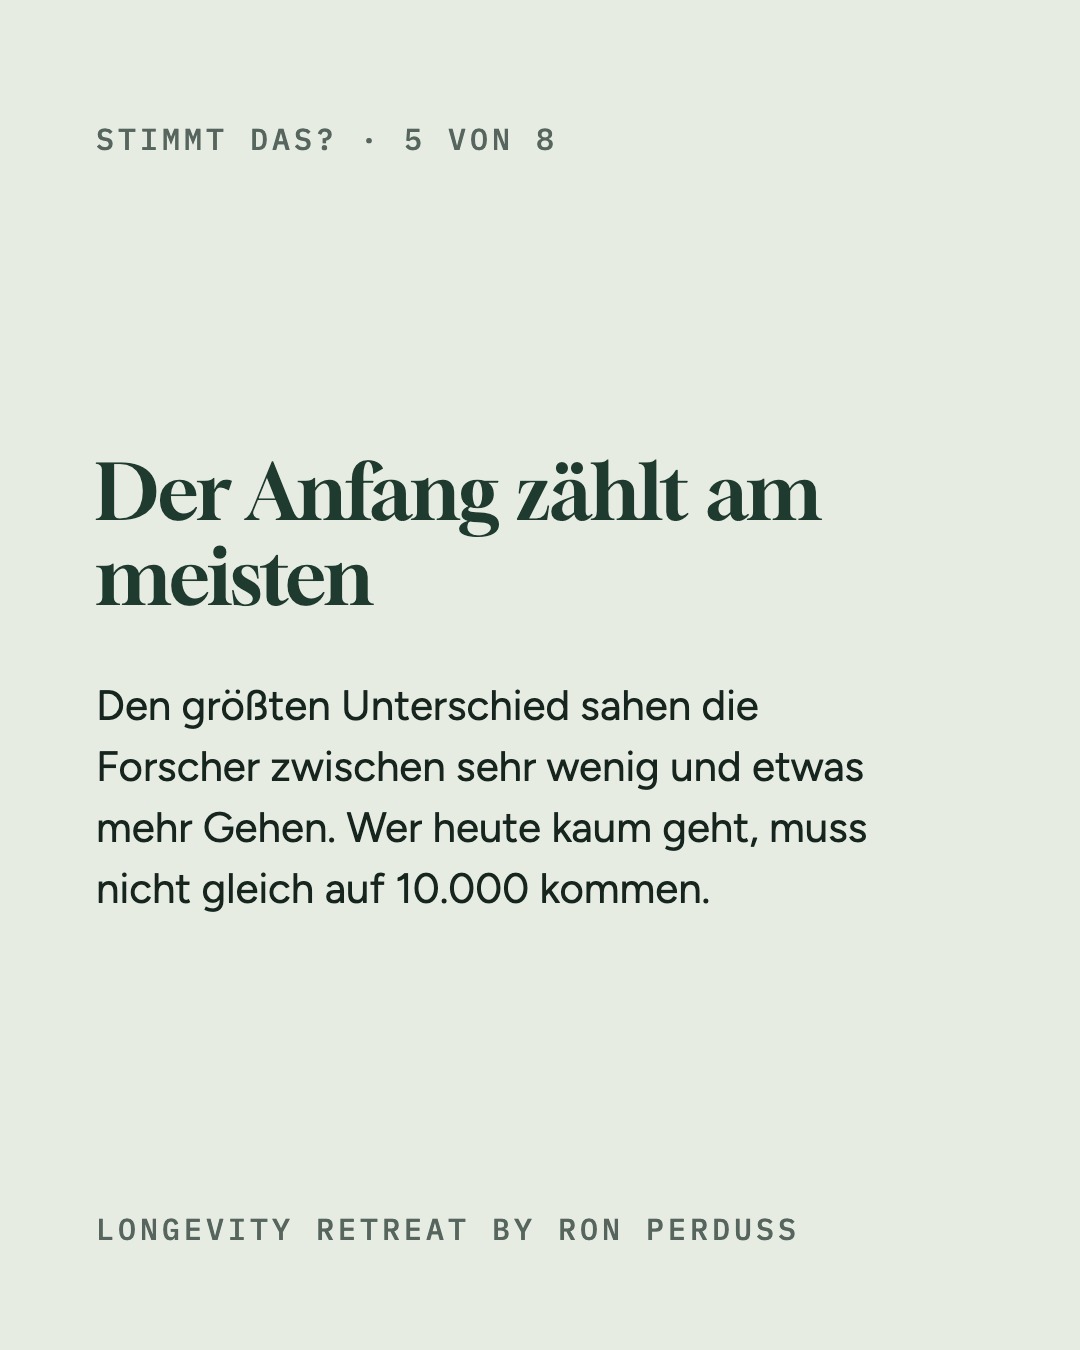 STIMMT DAS? · 5 VON 8
Der Anfang zählt am
meisten
Den größten Unterschied sahen die
Forscher zwischen sehr wenig und etwas
mehr Gehen. Wer heute kaum geht, muss
nicht gleich auf 10.000 kommen.
LONGEVITY RETREAT BY RON PERDUSS